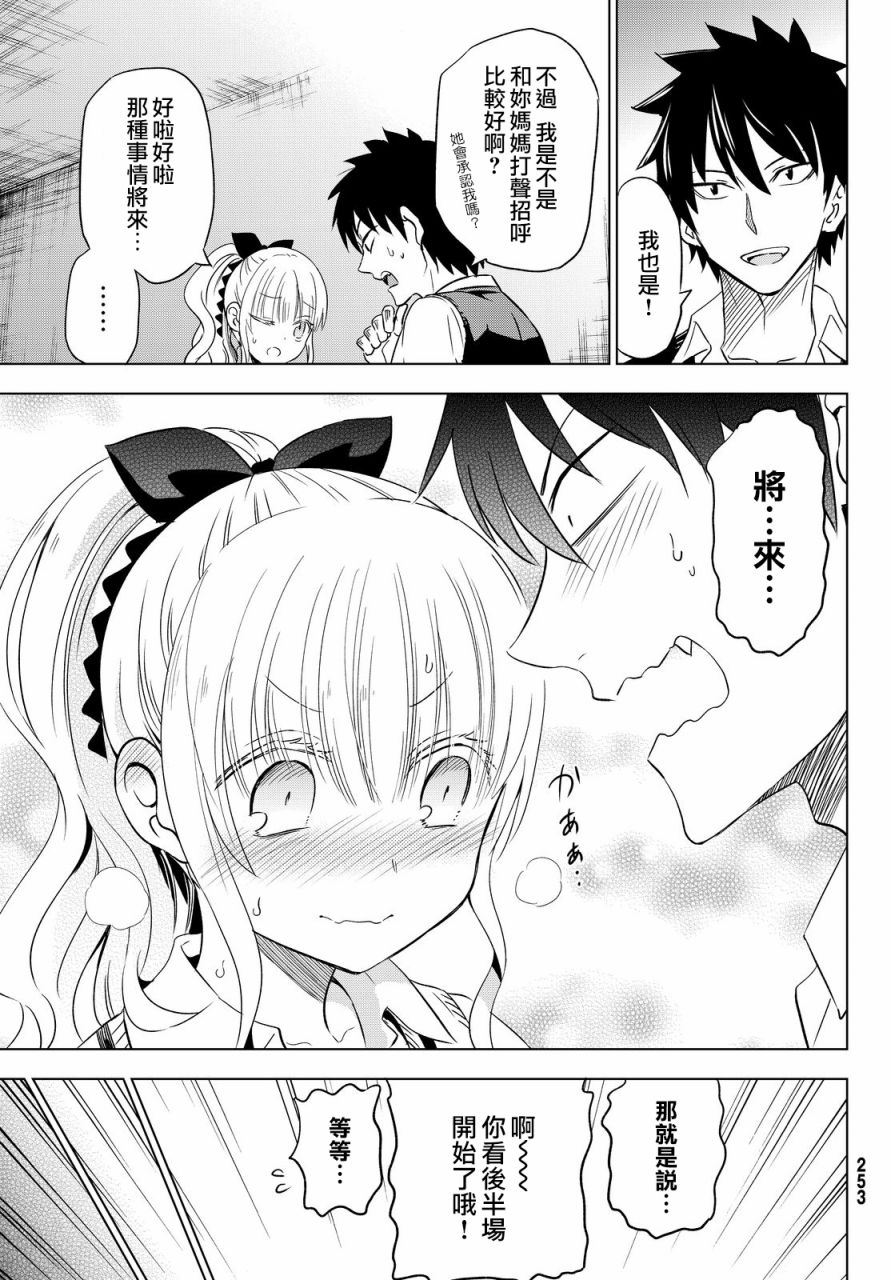 我也是！
不過 我是不是
和妳媽媽打聲招呼
比較好啊？
她會承認我嗎？
好啦好啦
那種事情將來…
……
將…來…
かぁぁ…
那就是説…
啊～～～
你看後半場
開始了哦！
等等…
253